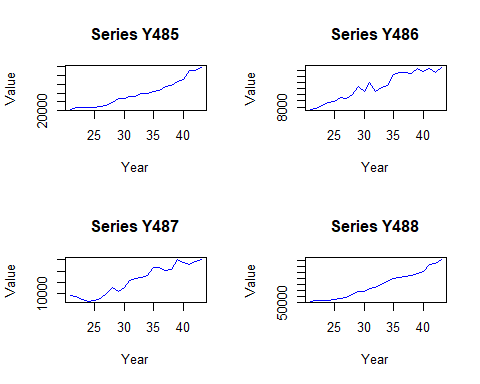 Series Y485
Value
20000
25 30 35 40
Year
Series Y486
Value
8000
25 30 35 40
Year
Series Y487
Value
10000
25 30 35 40
Year
Series Y488
Value
50000
25 30 35 40
Year